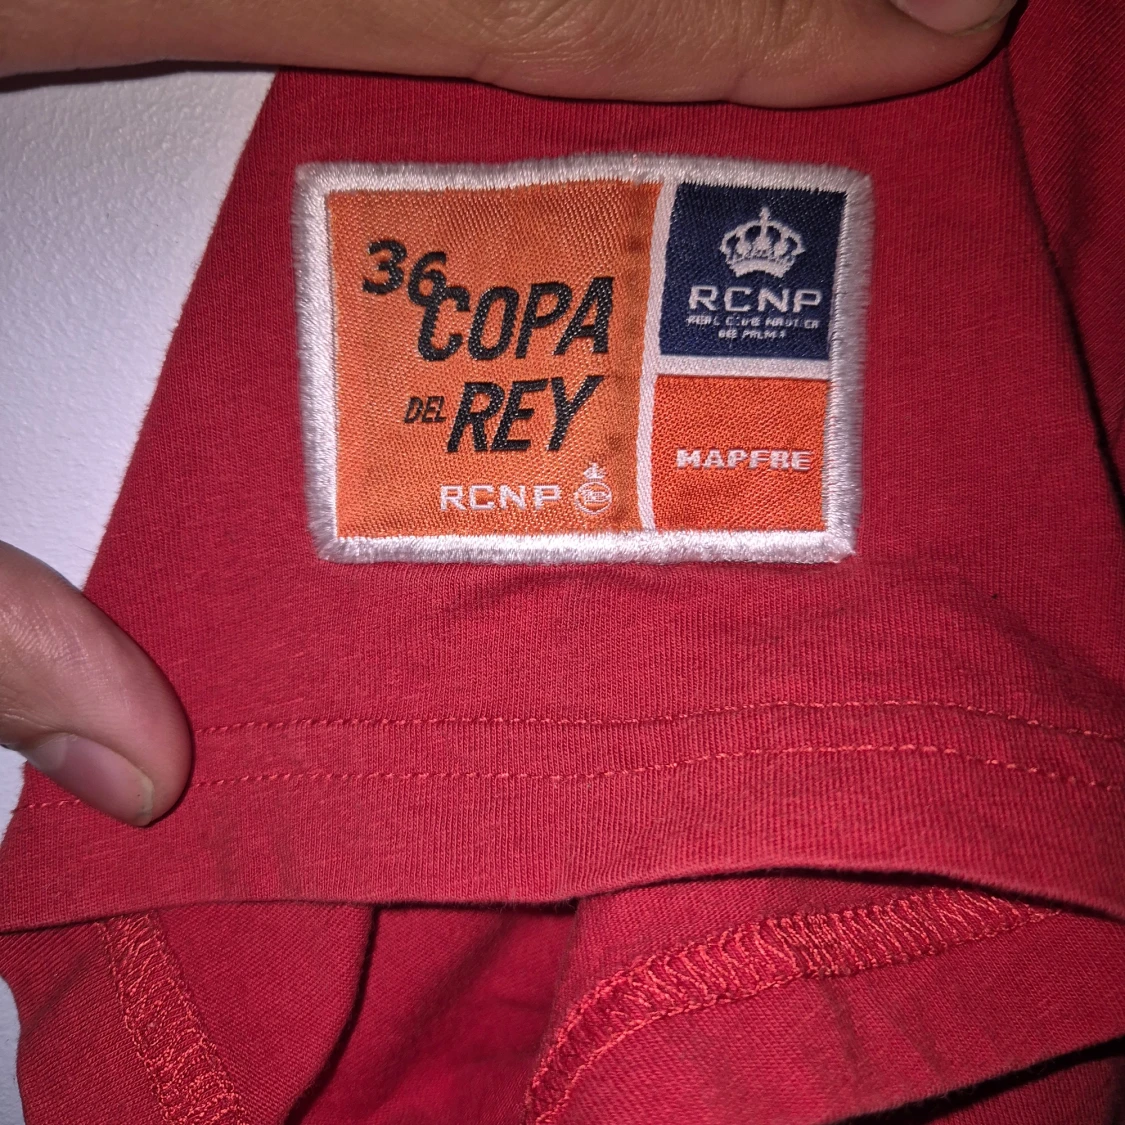 36 COPA
DEL REY
RCNP
RCNP
REAL CLUB NAUTICO
DE PALMA
MAPFRE